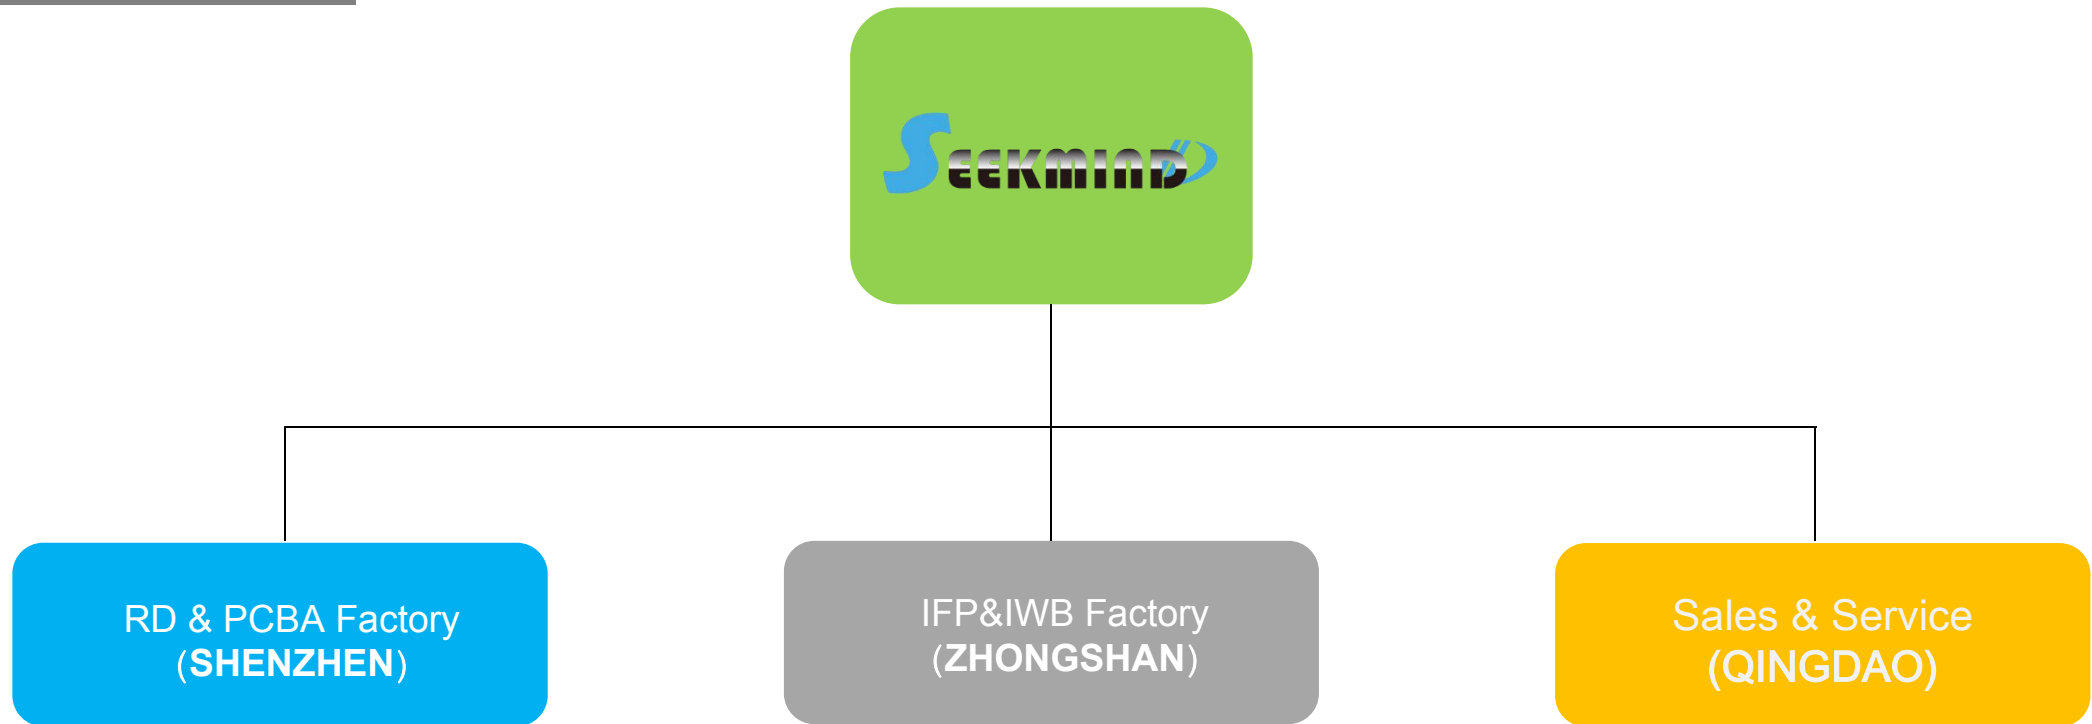 SEEKMIND
RD & PCBA Factory
(SHENZHEN)
IFP&IWB Factory
(ZHONGSHAN)
Sales & Service
(QINGDAO)